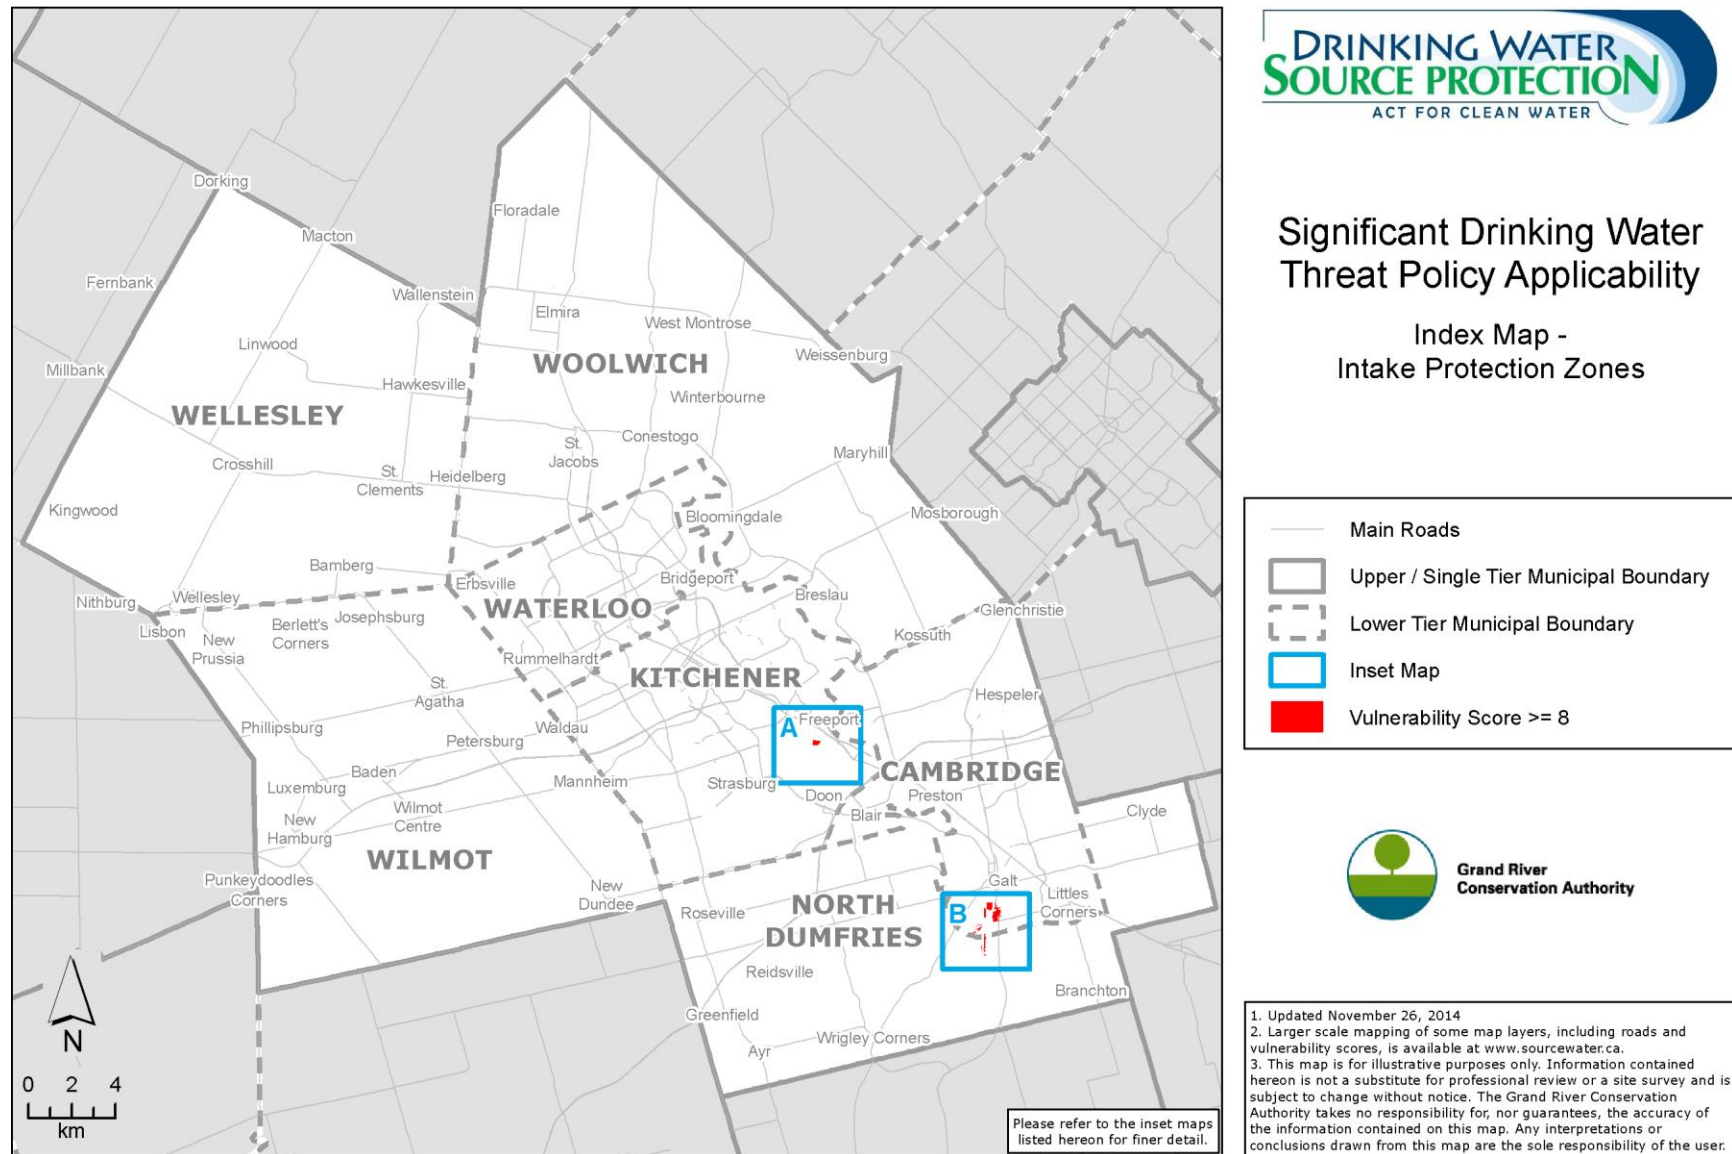 Dorking
Floradale
Macton
Fernbank
Wallenstein
Elmira
West Montrose
Linwood
Weissenburg
WOOLWICH
Millbank
Hawkesville
Winterbourne
WELLESLEY
Conestogo
St.
Jacobs
Maryhill
Crosshill
St.
Clements
Heidelberg
Kingwood
Bloomingdale
Mosborough
Bamberg
Erbsville
Bridgeport
Nithburg
Wellesley
Breslau
WATERLOO
Glenchristie
Lisbon
New
Prussia
Berlett's
Corners
Josephsburg
Kossuth
Rummelhardt
KITCHENER
St.
Agatha
Hespeler
Phillipsburg
Waldau
Freeport
A
Petersburg
Baden
CAMBRIDGE
Luxemburg
Mannheim
Strasburg
Doon
Preston
Wilmot
Centre
Blair
Clyde
New
Hamburg
WILMOT
Punkeydoodles
Corners
New
Dundee
Galt
Littles
Corners
Roseville
NORTH
DUMFRIES
B
Reidsville
Branchton
Greenfield
Wrigley Corners
Ayr
N
0 2 4
km
Please refer to the inset maps
listed hereon for finer detail.
DRINKING WATER
SOURCE PROTECTION
ACT FOR CLEAN WATER
Significant Drinking Water
Threat Policy Applicability
Index Map -
Intake Protection Zones
Main Roads
Upper / Single Tier Municipal Boundary
Lower Tier Municipal Boundary
Inset Map
Vulnerability Score >= 8
Grand River
Conservation Authority
1. Updated November 26, 2014
2. Larger scale mapping of some map layers, including roads and
vulnerability scores, is available at www.sourcewater.ca.
3. This map is for illustrative purposes only. Information contained
hereon is not a substitute for professional review or a site survey and is
subject to change without notice. The Grand River Conservation
Authority takes no responsibility for, nor guarantees, the accuracy of
the information contained on this map. Any interpretations or
conclusions drawn from this map are the sole responsibility of the user.